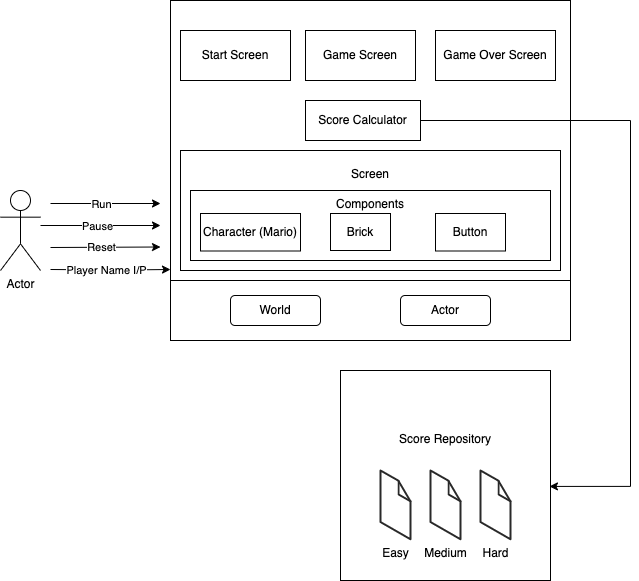 Start Screen
Game Screen
Game Over Screen
Score Calculator
Screen
Components
Character (Mario)
Brick
Button
Run
Pause
Reset
Player Name I/P
Actor
World
Actor
Score Repository
Easy
Medium
Hard